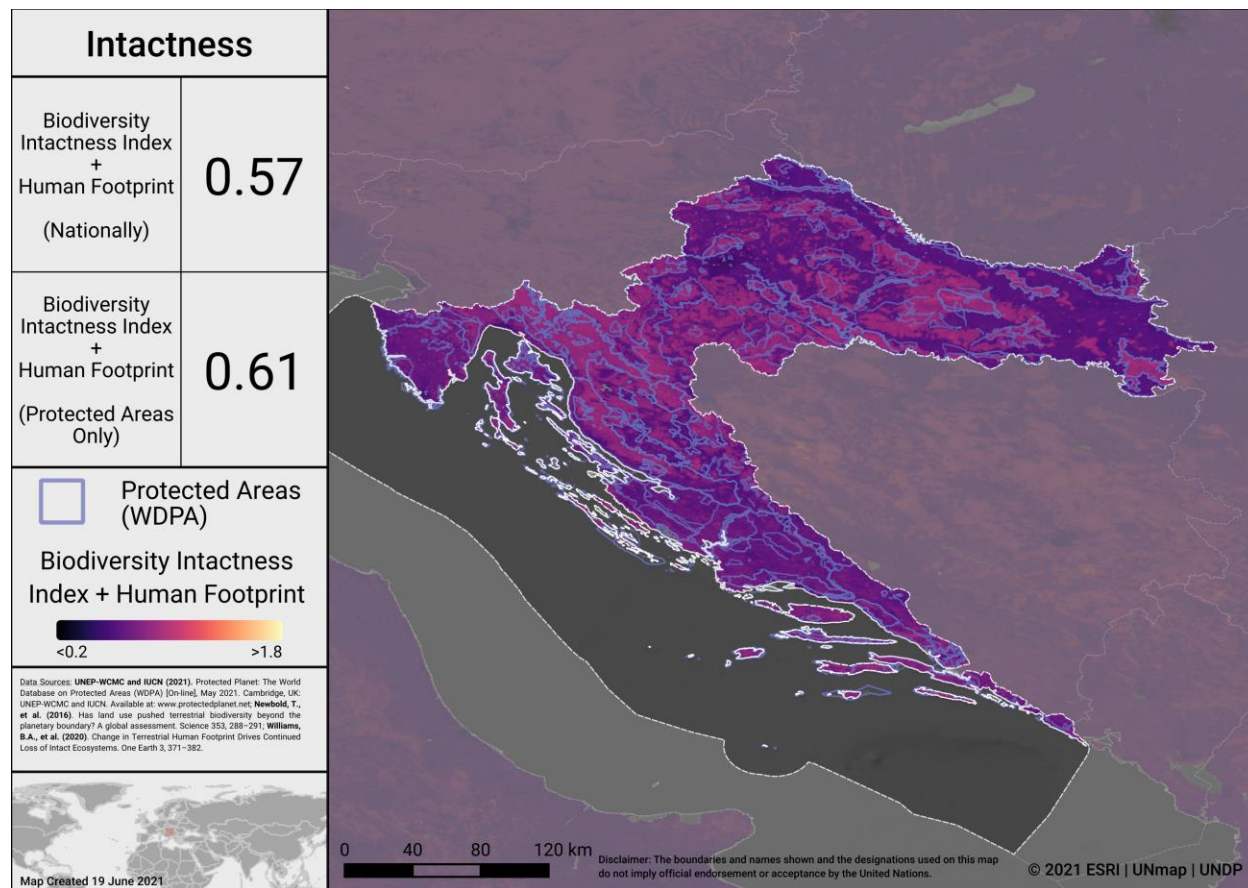 Intactness
Biodiversity
Intactness Index
+
Human Footprint
(Nationally)
0.57
Biodiversity
Intactness Index
+
Human Footprint
(Protected Areas
Only)
0.61
Protected Areas
(WDPA)
Biodiversity Intactness
Index + Human Footprint
<0.2 >1.8
Data Sources: UNEP-WCMC and IUCN (2021). Protected Planet: The World
Database on Protected Areas (WDPA) [On-line], May 2021. Cambridge, UK:
UNEP-WCMC and IUCN. Available at: www.protectedplanet.net; Newbold, T.,
et al. (2016). Has land use pushed terrestrial biodiversity beyond the
planetary boundary? A global assessment. Science 353, 288–291; Williams,
B.A., et al. (2020). Change in Terrestrial Human Footprint Drives Continued
Loss of Intact Ecosystems. One Earth 3, 371–382.
Map Created 19 June 2021
0 40 80 120 km
Disclaimer: The boundaries and names shown and the designations used on this map
do not imply official endorsement or acceptance by the United Nations.
© 2021 ESRI | UNmap | UNDP